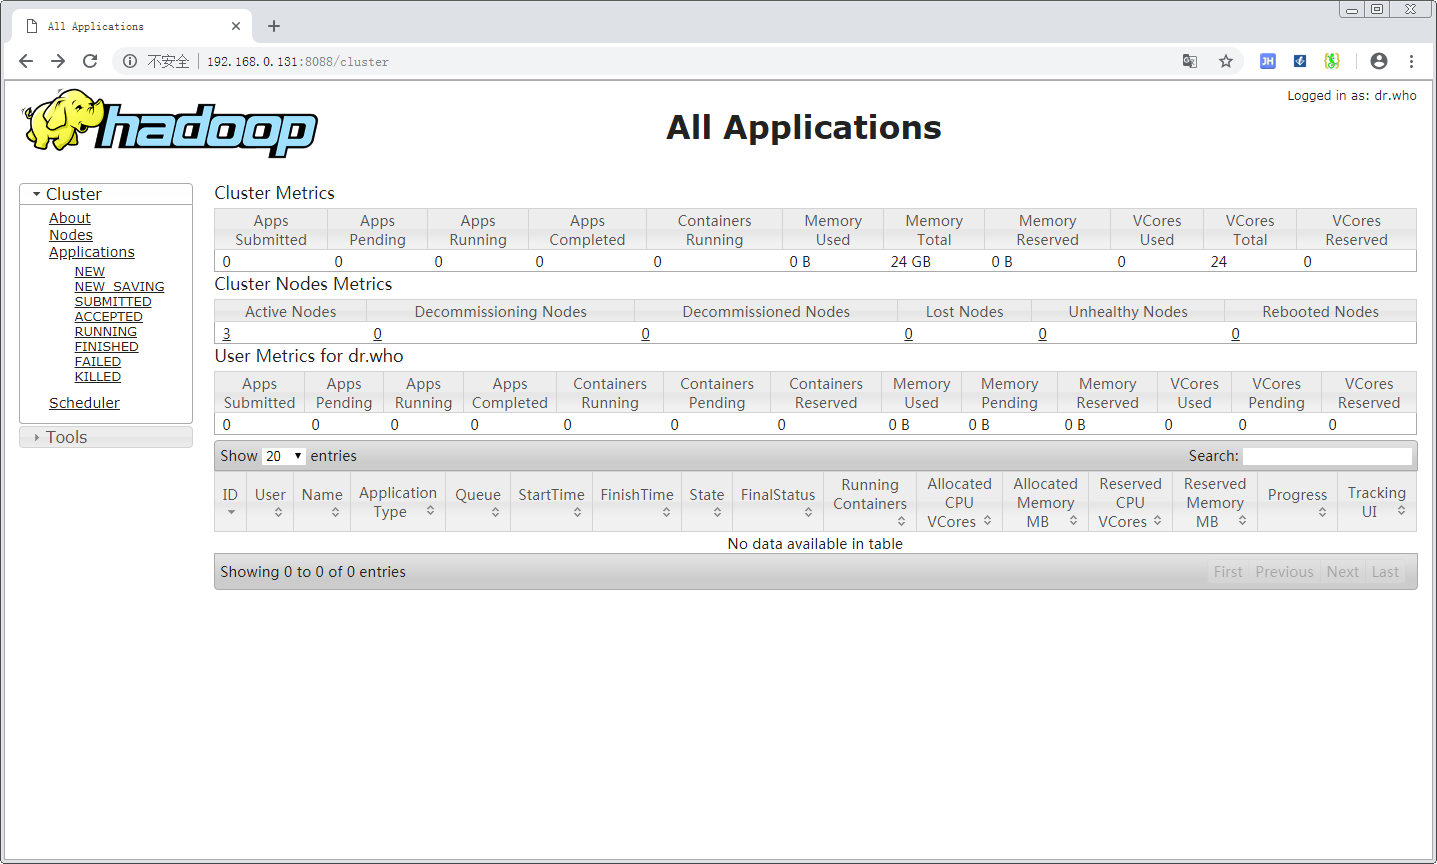 All Applications
不安全 192.168.0.131:8088/cluster
JH
Logged in as: dr.who
hadoop
All Applications
Cluster
About
Nodes
Applications
NEW
NEW_SAVING
SUBMITTED
ACCEPTED
RUNNING
FINISHED
FAILED
KILLED
Scheduler
Tools
Cluster Metrics
Apps Submitted Apps Pending Apps Running Apps Completed Containers Running Memory Used Memory Total Memory Reserved VCores Used VCores Total VCores Reserved
0 0 0 0 0 0 B 24 GB 0 B 0 24 0
Cluster Nodes Metrics
Active Nodes Decommissioning Nodes Decommissioned Nodes Lost Nodes Unhealthy Nodes Rebooted Nodes
3 0 0 0 0 0
User Metrics for dr.who
Apps Submitted Apps Pending Apps Running Apps Completed Containers Running Containers Pending Containers Reserved Memory Used Memory Pending Memory Reserved VCores Used VCores Pending VCores Reserved
0 0 0 0 0 0 0 0 B 0 B 0 B 0 0 0
Show 20 entries Search:
ID User Name Application Type Queue StartTime FinishTime State FinalStatus Running Containers Allocated CPU VCores Allocated Memory MB Reserved CPU VCores Reserved Memory MB Progress Tracking UI
No data available in table
Showing 0 to 0 of 0 entries First Previous Next Last